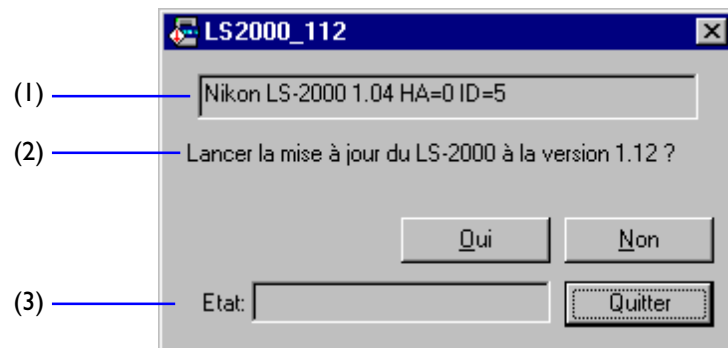 LS2000_112
(1) Nikon LS-2000 1.04 HA=0 ID=5
(2) Lancer la mise à jour du LS-2000 à la version 1.12 ?
Oui Non
(3) Etat: Quitter